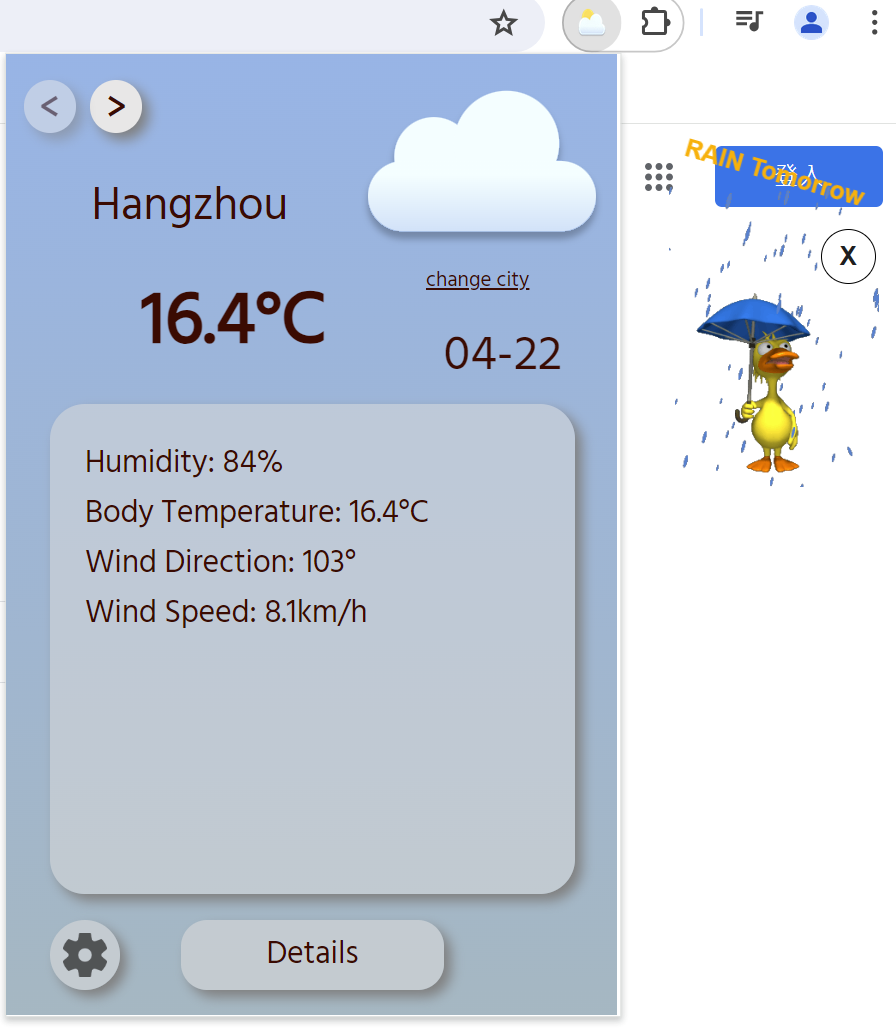 < >
Hangzhou
16.4°C
change city
04-22
Humidity: 84%
Body Temperature: 16.4°C
Wind Direction: 103°
Wind Speed: 8.1km/h
Details
RAIN Tomorrow
登入
X